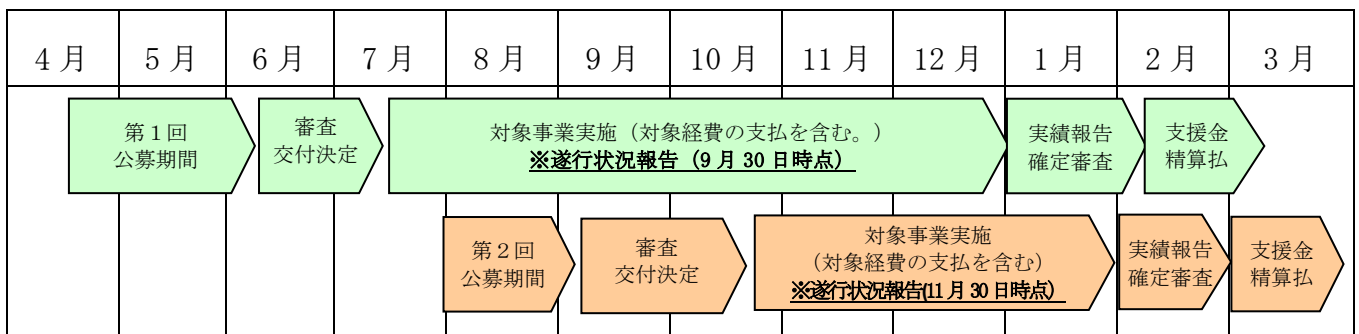 4月 5月 6月 7月 8月 9月 10月 11月 12月 1月 2月 3月
第１回
公募期間
審査
交付決定
対象事業実施（対象経費の支払を含む。）
※遂行状況報告（9月30日時点）
実績報告
確定審査
支援金
精算払
第２回
公募期間
審査
交付決定
対象事業実施
（対象経費の支払を含む）
※遂行状況報告(11月30日時点）
実績報告
確定審査
支援金
精算払